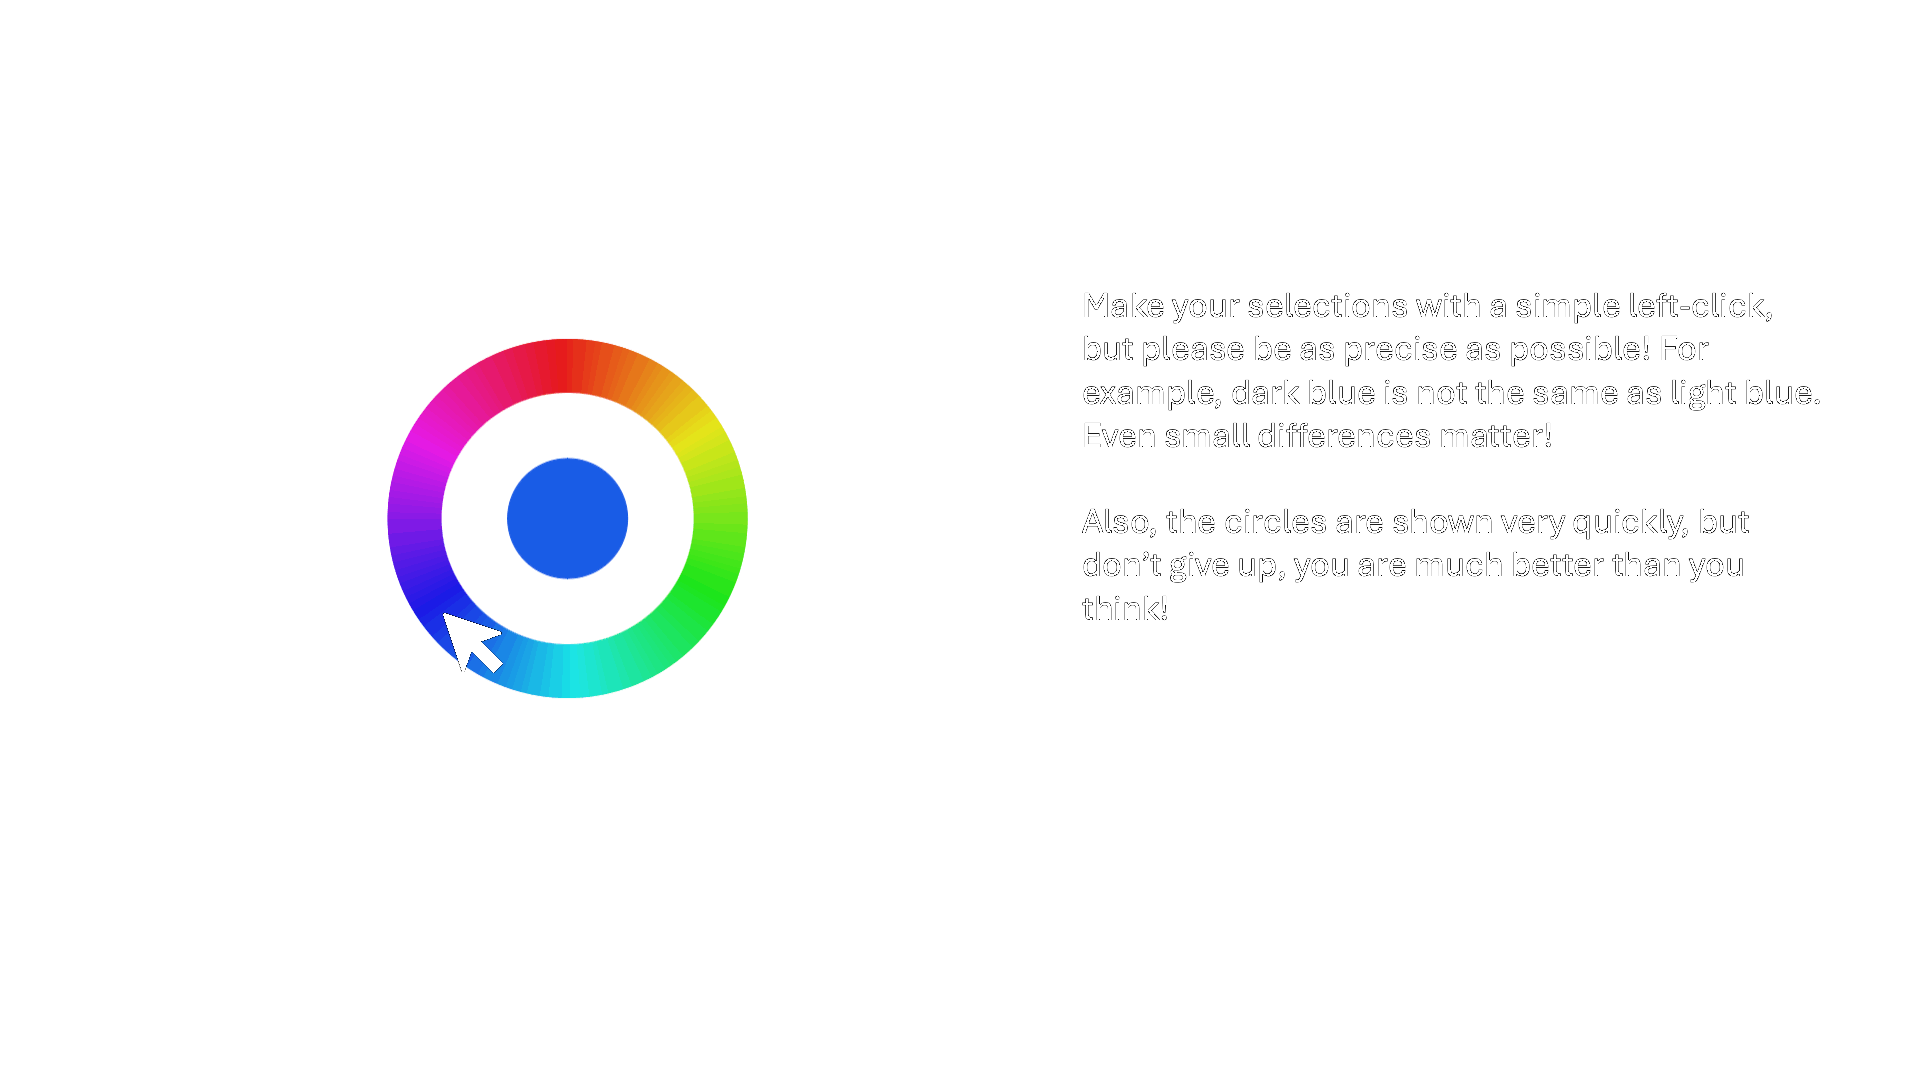 Make your selections with a simple left-click,
but please be as precise as possible! For
example, dark blue is not the same as light blue.
Even small differences matter!
Also, the circles are shown very quickly, but
don’t give up, you are much better than you
think!